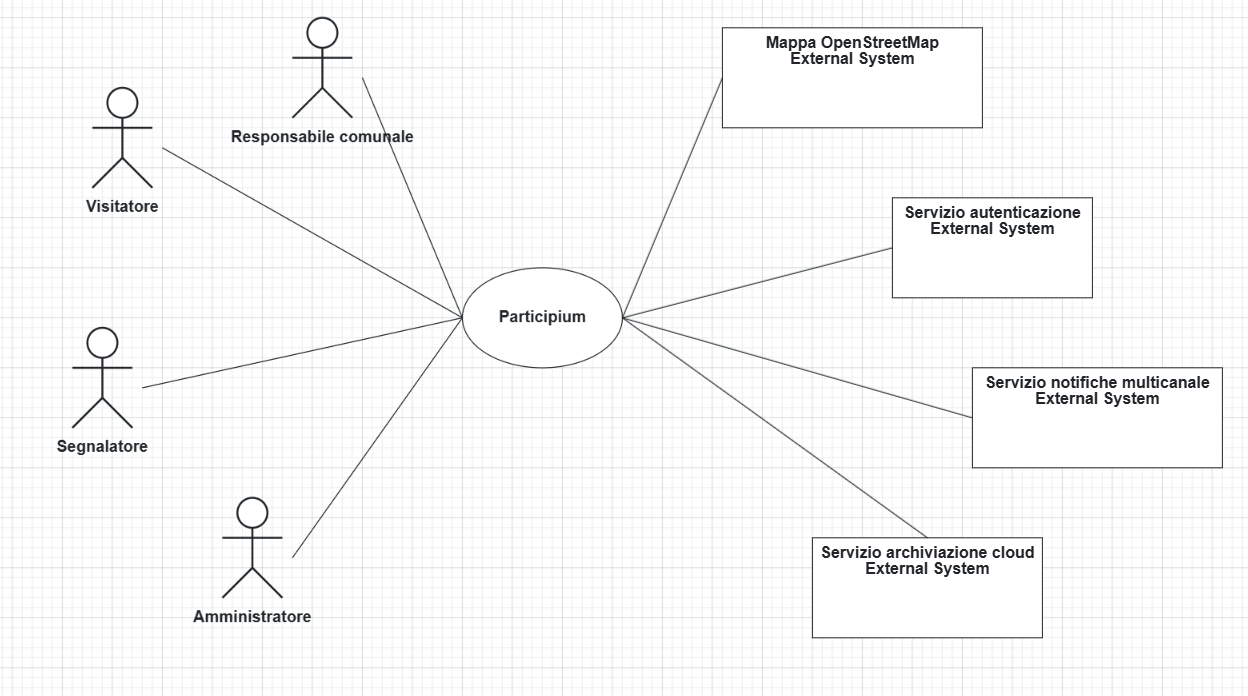 Responsabile comunale
Visitatore
Segnalatore
Amministratore
Participium
Mappa OpenStreetMap
External System
Servizio autenticazione
External System
Servizio notifiche multicanale
External System
Servizio archiviazione cloud
External System